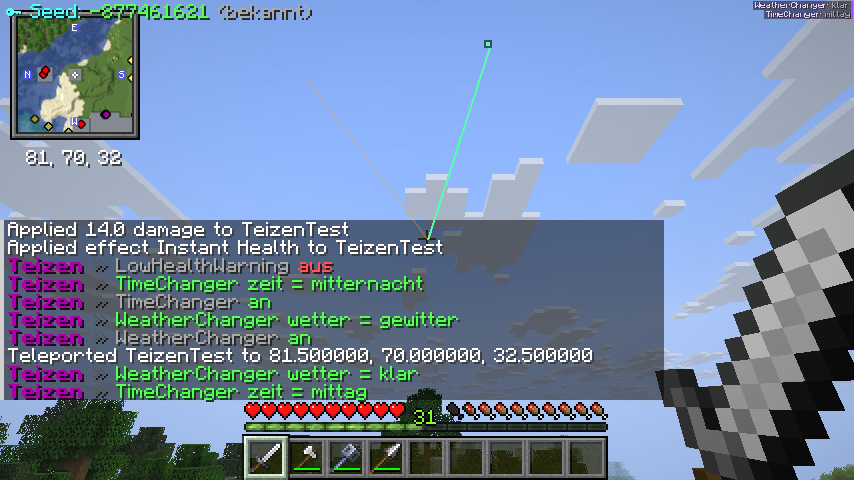 Seed: -877461621 (bekannt)
WeatherChanger klar
TimeChanger mittag
E
N
S
W
81, 70, 32
Applied 14.0 damage to TeizenTest
Applied effect Instant Health to TeizenTest
Teizen » LowHealthWarning aus
Teizen » TimeChanger zeit = mitternacht
Teizen » TimeChanger an
Teizen » WeatherChanger wetter = gewitter
Teizen » WeatherChanger an
Teleported TeizenTest to 81.500000, 70.000000, 32.500000
Teizen » WeatherChanger wetter = klar
Teizen » TimeChanger zeit = mittag
31